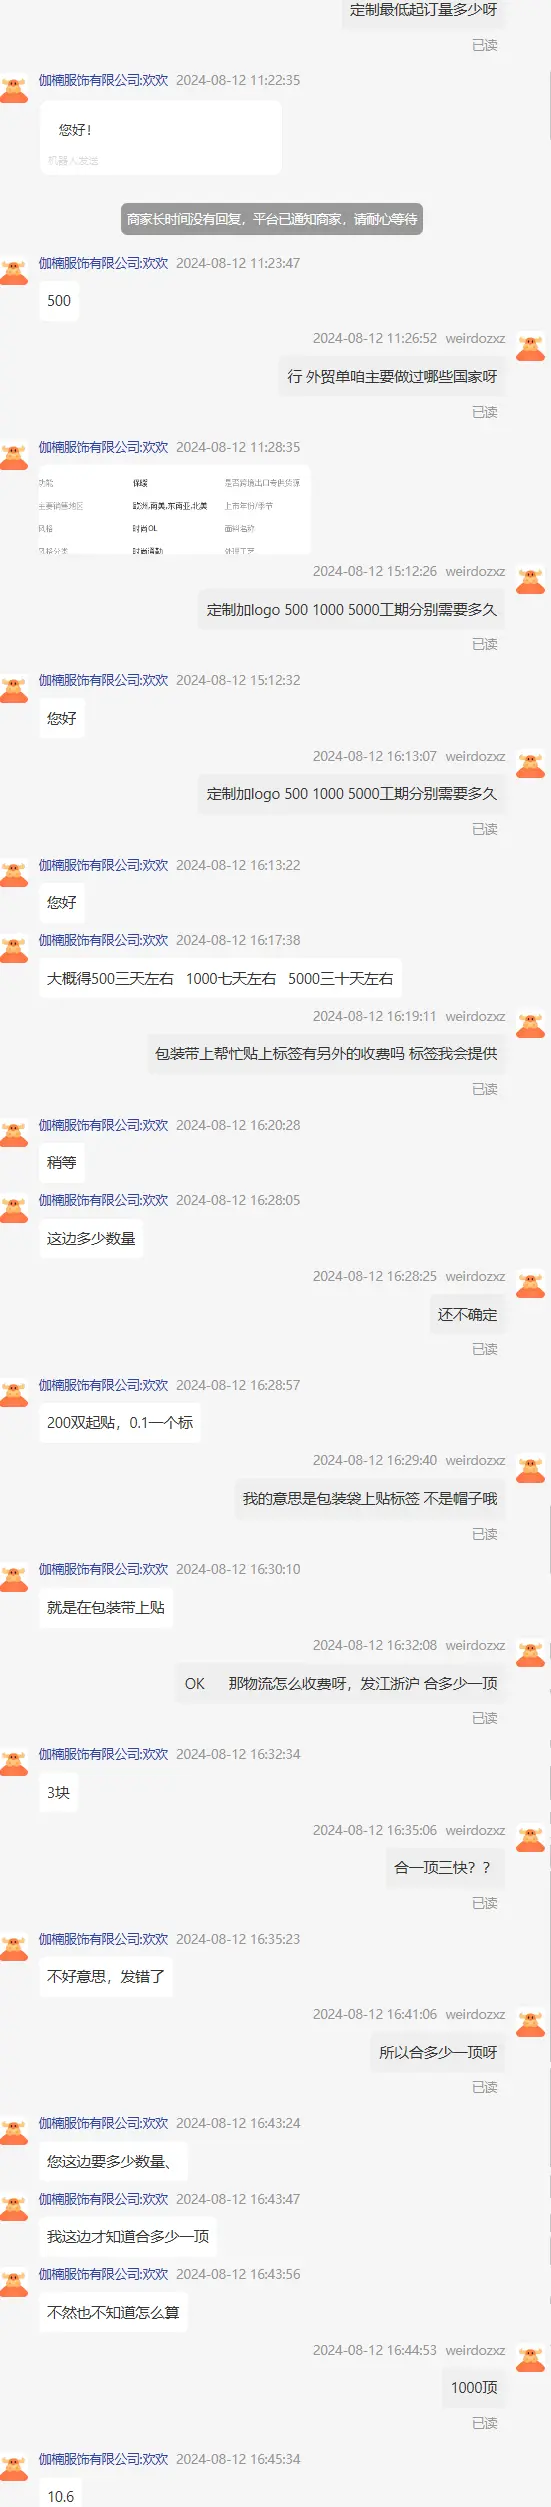 定制最低起订量多少呀
已读
伽楠服饰有限公司:欢欢 2024-08-12 11:22:35
您好!
机器人发送
商家长时间没有回复，平台已通知商家，请耐心等待
伽楠服饰有限公司:欢欢 2024-08-12 11:23:47
500
2024-08-12 11:26:52 weirdozxz
行 外贸单咱主要做过哪些国家呀
已读
伽楠服饰有限公司:欢欢 2024-08-12 11:28:35
功能 保暖 是否跨境出口专供货源
主要销售地区 欧洲,南美,东南亚,北美 上市年份/季节
风格 时尚OL 面料名称
风格分类 时尚通勤 处理工艺
2024-08-12 15:12:26 weirdozxz
定制加logo 500 1000 5000工期分别需要多久
已读
伽楠服饰有限公司:欢欢 2024-08-12 15:12:32
您好
2024-08-12 16:13:07 weirdozxz
定制加logo 500 1000 5000工期分别需要多久
已读
伽楠服饰有限公司:欢欢 2024-08-12 16:13:22
您好
伽楠服饰有限公司:欢欢 2024-08-12 16:17:38
大概得500三天左右 1000七天左右 5000三十天左右
2024-08-12 16:19:11 weirdozxz
包装带上帮忙贴上标签有另外的收费吗 标签我会提供
已读
伽楠服饰有限公司:欢欢 2024-08-12 16:20:28
稍等
伽楠服饰有限公司:欢欢 2024-08-12 16:28:05
这边多少数量
2024-08-12 16:28:25 weirdozxz
还不确定
已读
伽楠服饰有限公司:欢欢 2024-08-12 16:28:57
200双起贴，0.1一个标
2024-08-12 16:29:40 weirdozxz
我的意思是包装袋上贴标签 不是帽子哦
已读
伽楠服饰有限公司:欢欢 2024-08-12 16:30:10
就是在包装带上贴
2024-08-12 16:32:08 weirdozxz
OK 那物流怎么收费呀，发江浙沪 合多少一顶
已读
伽楠服饰有限公司:欢欢 2024-08-12 16:32:34
3块
2024-08-12 16:35:06 weirdozxz
合一顶三快？？
已读
伽楠服饰有限公司:欢欢 2024-08-12 16:35:23
不好意思，发错了
2024-08-12 16:41:06 weirdozxz
所以合多少一顶呀
已读
伽楠服饰有限公司:欢欢 2024-08-12 16:43:24
您这边要多少数量、
伽楠服饰有限公司:欢欢 2024-08-12 16:43:47
我这边才知道合多少一顶
伽楠服饰有限公司:欢欢 2024-08-12 16:43:56
不然也不知道怎么算
2024-08-12 16:44:53 weirdozxz
1000顶
已读
伽楠服饰有限公司:欢欢 2024-08-12 16:45:34
10.6